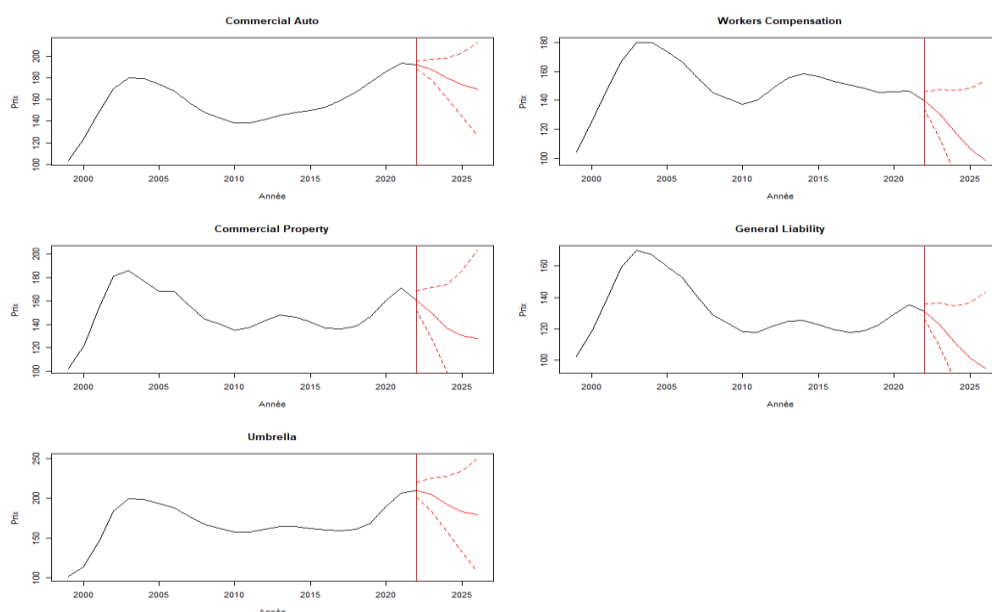 Commercial Auto
Prix
100 120 140 160 180 200
2000 2005 2010 2015 2020 2025
Année
Workers Compensation
Prix
100 120 140 160 180
2000 2005 2010 2015 2020 2025
Année
Commercial Property
Prix
100 120 140 160 180 200
2000 2005 2010 2015 2020 2025
Année
General Liability
Prix
100 120 140 160
2000 2005 2010 2015 2020 2025
Année
Umbrella
Prix
100 150 200 250
2000 2005 2010 2015 2020 2025
Année